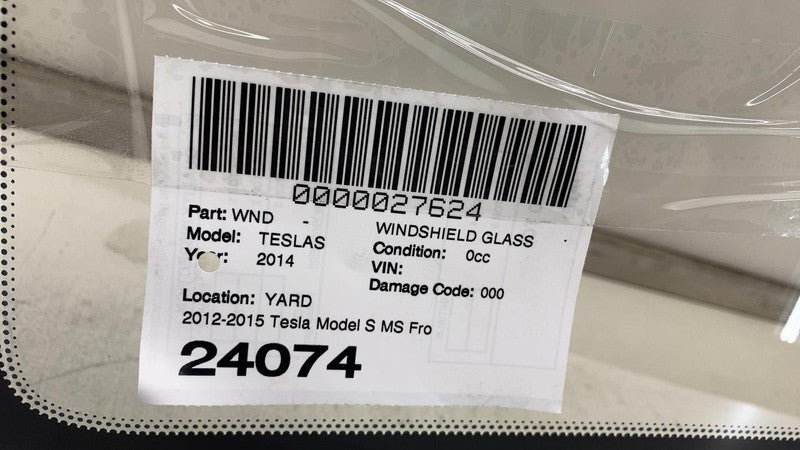 0000027624
Part: WND - WINDSHIELD GLASS
Model: TESLAS Condition: 0cc
Year: 2014 VIN:
Damage Code: 000
Location: YARD
2012-2015 Tesla Model S MS Fro
24074